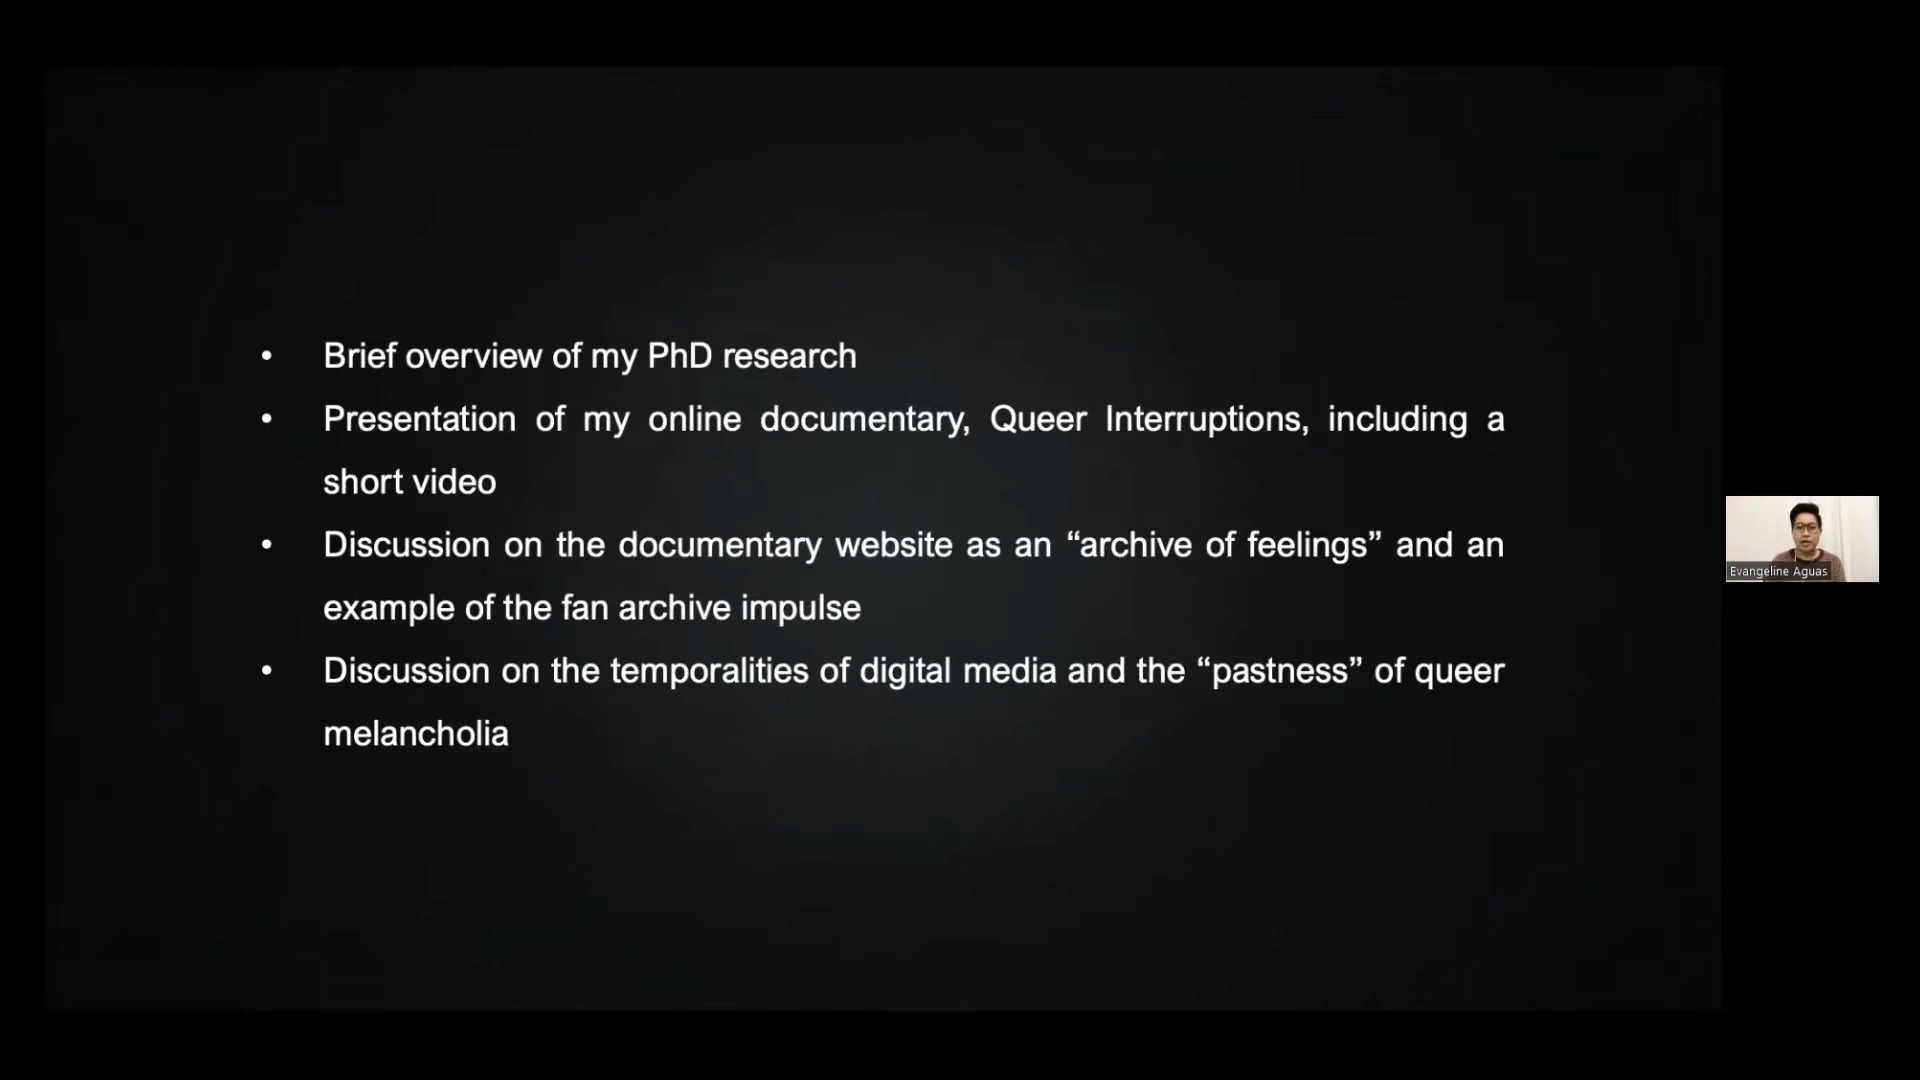 • Brief overview of my PhD research
• Presentation of my online documentary, Queer Interruptions, including a
short video
• Discussion on the documentary website as an “archive of feelings” and an
example of the fan archive impulse
• Discussion on the temporalities of digital media and the “pastness” of queer
melancholia
Evangeline Aguas